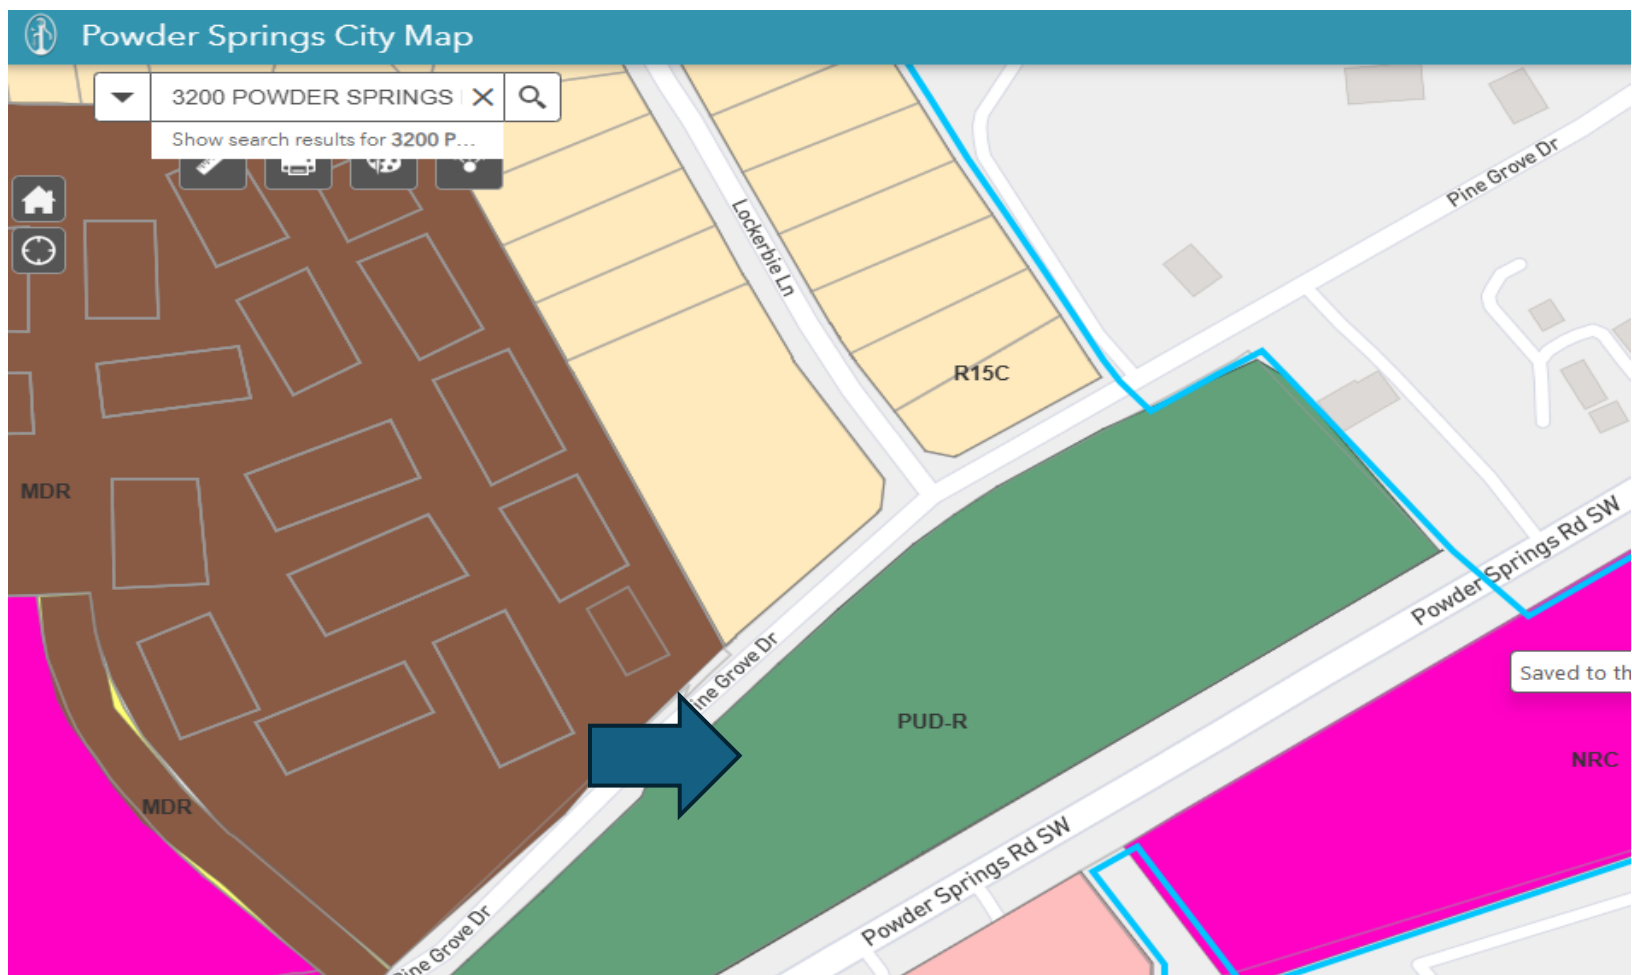 Powder Springs City Map
3200 POWDER SPRINGS
Show search results for 3200 P...
Pine Grove Dr
Lockerbie Ln
R15C
MDR
Powder Springs Rd SW
ine Grove Dr
Saved to th
PUD-R
NRC
MDR
Powder Springs Rd SW
ine Grove Dr